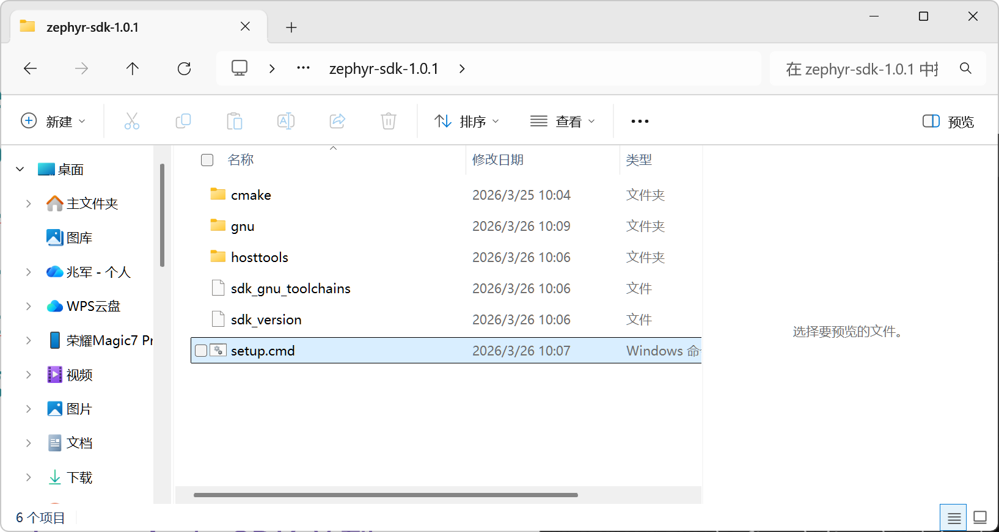 zephyr-sdk-1.0.1
zephyr-sdk-1.0.1
在 zephyr-sdk-1.0.1 中
新建
排序
查看
预览
桌面
主文件夹
图库
兆军 - 个人
WPS云盘
荣耀Magic7 Pr
视频
图片
文档
下载
名称 修改日期 类型
cmake 2026/3/25 10:04 文件夹
gnu 2026/3/26 10:09 文件夹
hosttools 2026/3/26 10:06 文件夹
sdk_gnu_toolchains 2026/3/26 10:06 文件
sdk_version 2026/3/26 10:06 文件
setup.cmd 2026/3/26 10:07 Windows 命
选择要预览的文件。
6 个项目